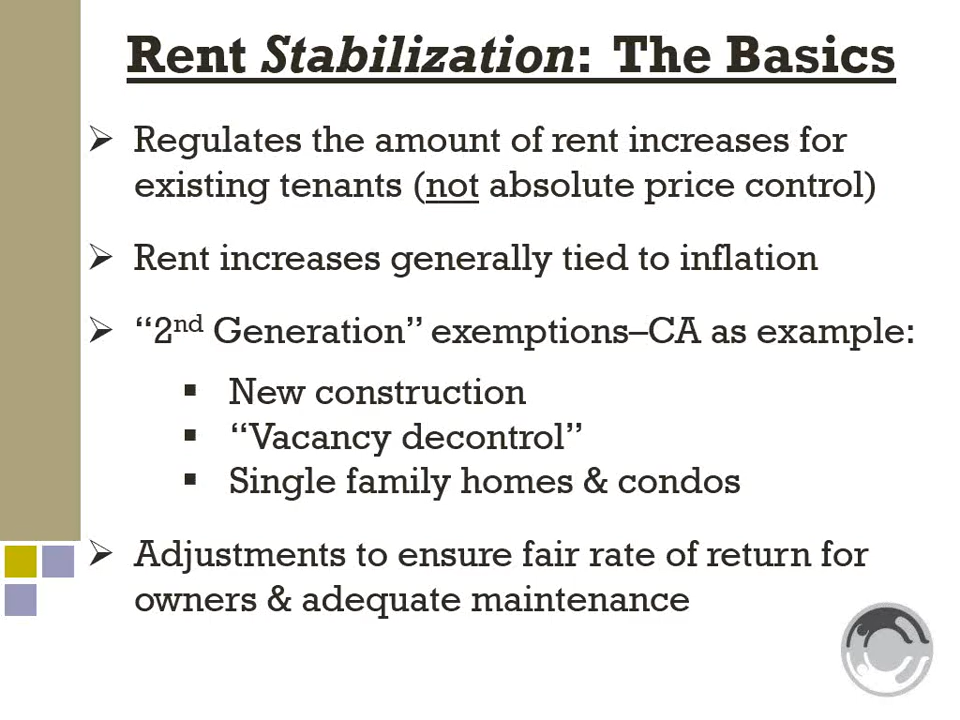 Rent Stabilization: The Basics
➢ Regulates the amount of rent increases for
existing tenants (not absolute price control)
➢ Rent increases generally tied to inflation
➢ “2nd Generation” exemptions–CA as example:
▪ New construction
▪ “Vacancy decontrol”
▪ Single family homes & condos
➢ Adjustments to ensure fair rate of return for
owners & adequate maintenance